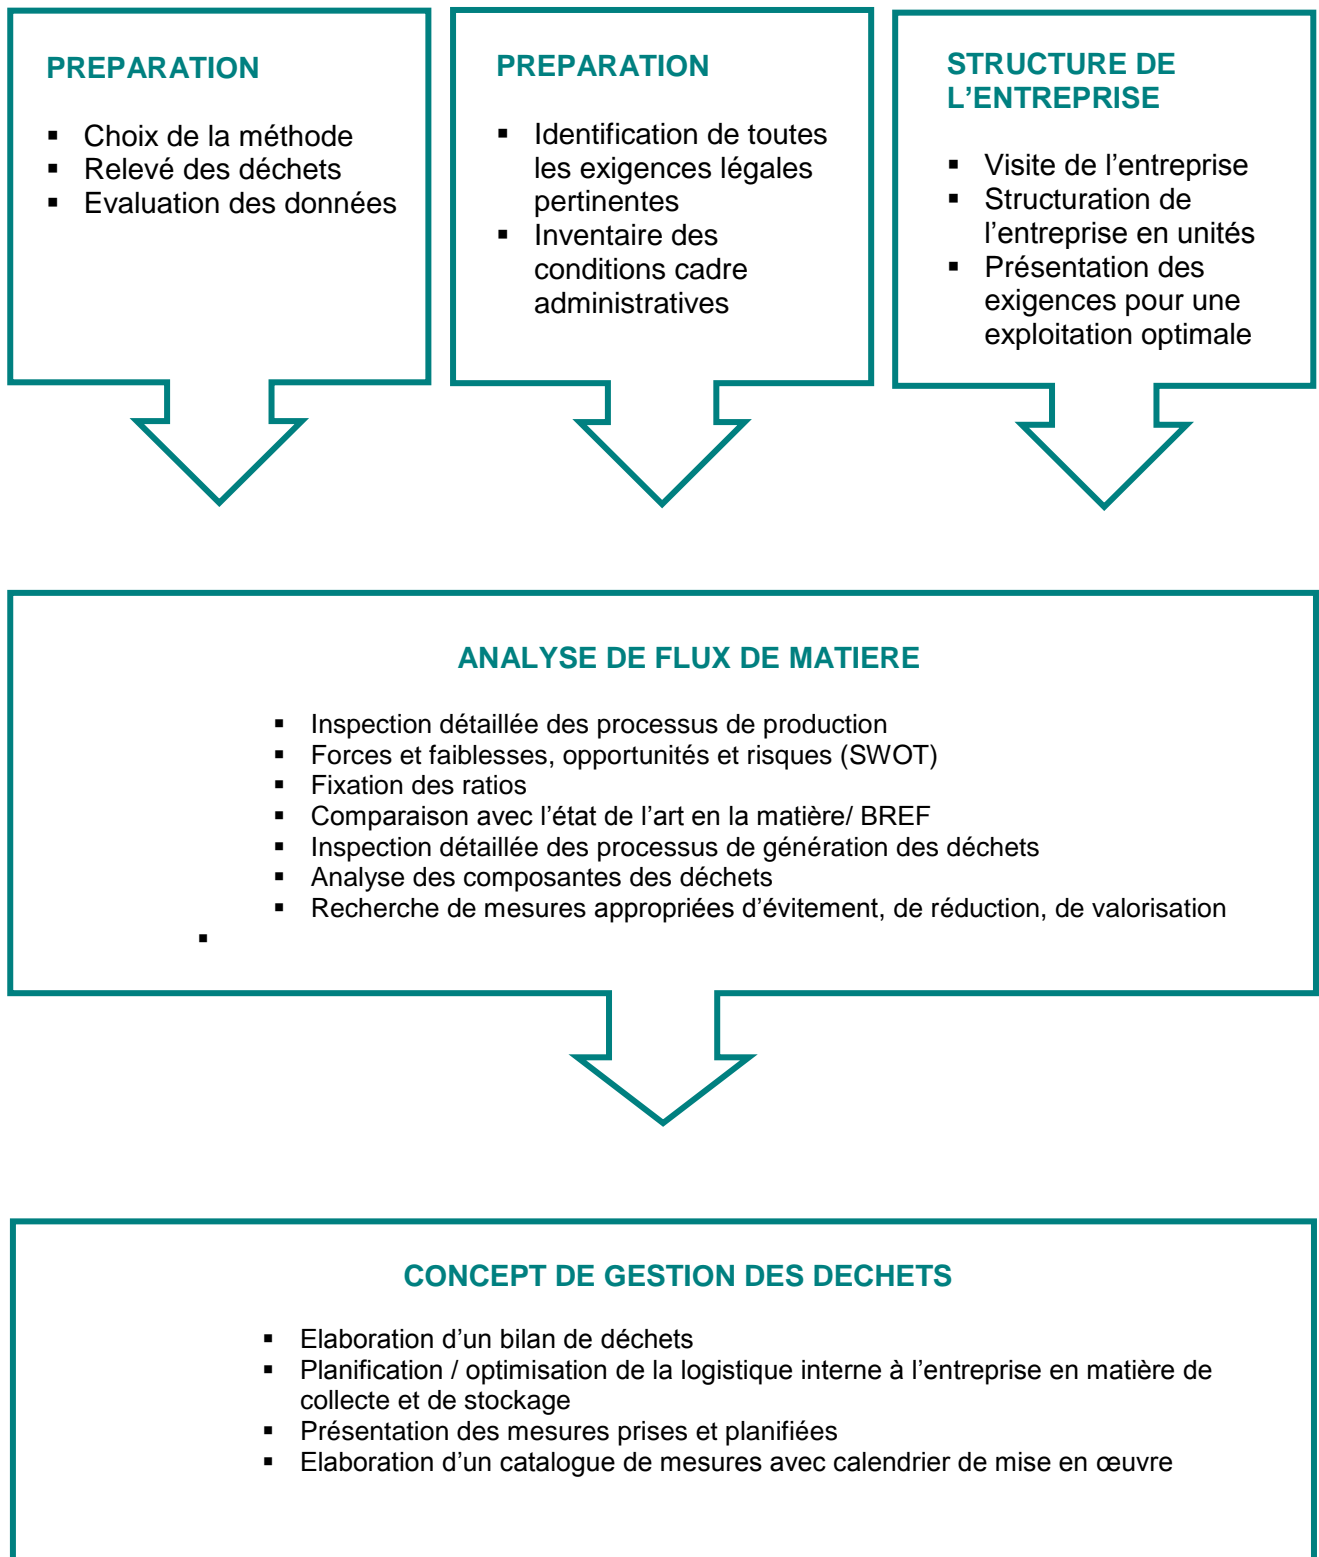 PREPARATION
▪ Choix de la méthode
▪ Relevé des déchets
▪ Evaluation des données
PREPARATION
▪ Identification de toutes
les exigences légales
pertinentes
▪ Inventaire des
conditions cadre
administratives
STRUCTURE DE
L’ENTREPRISE
▪ Visite de l’entreprise
▪ Structuration de
l’entreprise en unités
▪ Présentation des
exigences pour une
exploitation optimale
ANALYSE DE FLUX DE MATIERE
▪ Inspection détaillée des processus de production
▪ Forces et faiblesses, opportunités et risques (SWOT)
▪ Fixation des ratios
▪ Comparaison avec l’état de l’art en la matière/ BREF
▪ Inspection détaillée des processus de génération des déchets
▪ Analyse des composantes des déchets
▪ Recherche de mesures appropriées d’évitement, de réduction, de valorisation
▪
CONCEPT DE GESTION DES DECHETS
▪ Elaboration d’un bilan de déchets
▪ Planification / optimisation de la logistique interne à l’entreprise en matière de
collecte et de stockage
▪ Présentation des mesures prises et planifiées
▪ Elaboration d’un catalogue de mesures avec calendrier de mise en œuvre